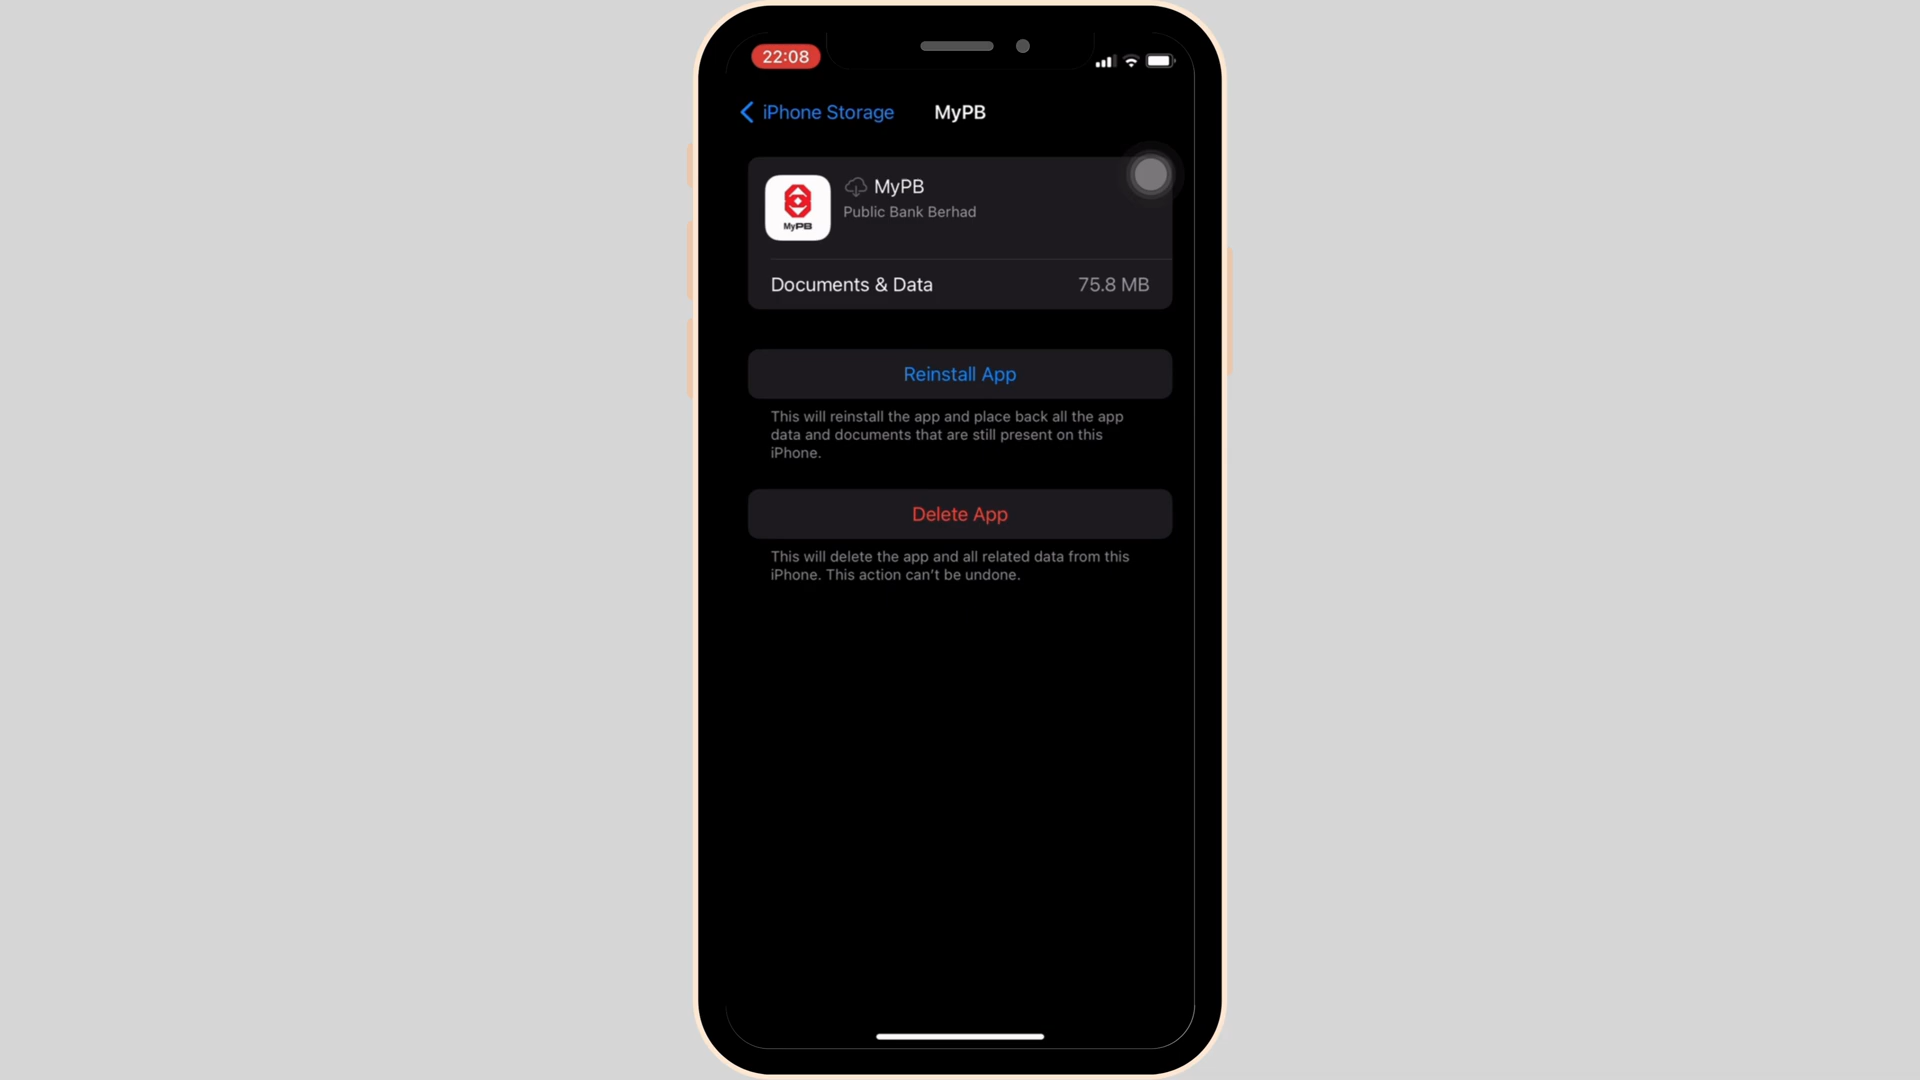 22:08
iPhone Storage
MyPB
MyPB
MyPB
Public Bank Berhad
Documents & Data
75.8 MB
Reinstall App
This will reinstall the app and place back all the app
data and documents that are still present on this
iPhone.
Delete App
This will delete the app and all related data from this
iPhone. This action can’t be undone.